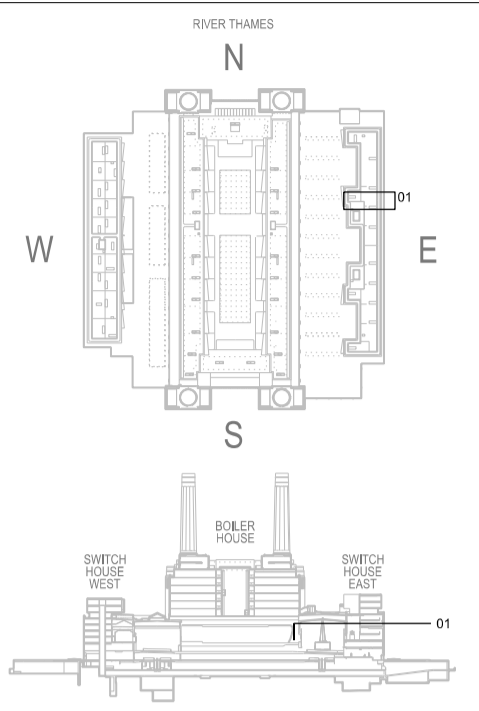 RIVER THAMES
N
01
W
E
S
BOILER
HOUSE
SWITCH
HOUSE
WEST
SWITCH
HOUSE
EAST
01